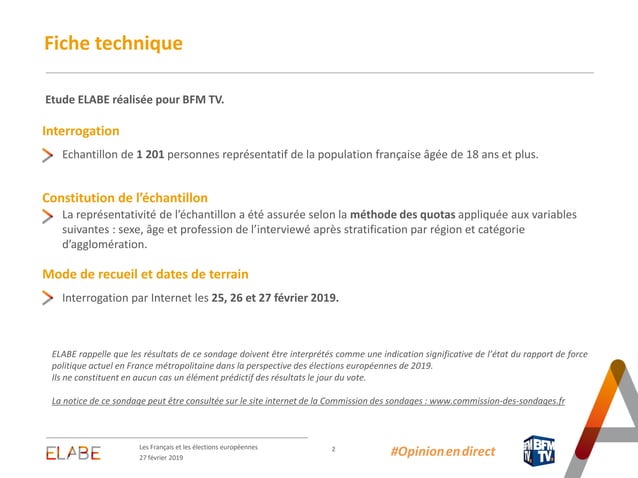 Fiche technique
Etude ELABE réalisée pour BFM TV.
Interrogation
Echantillon de 1 201 personnes représentatif de la population française âgée de 18 ans et plus.
Constitution de l’échantillon
La représentativité de l’échantillon a été assurée selon la méthode des quotas appliquée aux variables
suivantes : sexe, âge et profession de l’interviewé après stratification par région et catégorie
d’agglomération.
Mode de recueil et dates de terrain
Interrogation par Internet les 25, 26 et 27 février 2019.
ELABE rappelle que les résultats de ce sondage doivent être interprétés comme une indication significative de l’état du rapport de force
politique actuel en France métropolitaine dans la perspective des élections européennes de 2019.
Ils ne constituent en aucun cas un élément prédictif des résultats le jour du vote.
La notice de ce sondage peut être consultée sur le site internet de la Commission des sondages : www.commission-des-sondages.fr
ELABE
Les Français et les élections européennes
27 février 2019
2
#Opinion en direct
BFM
TV.